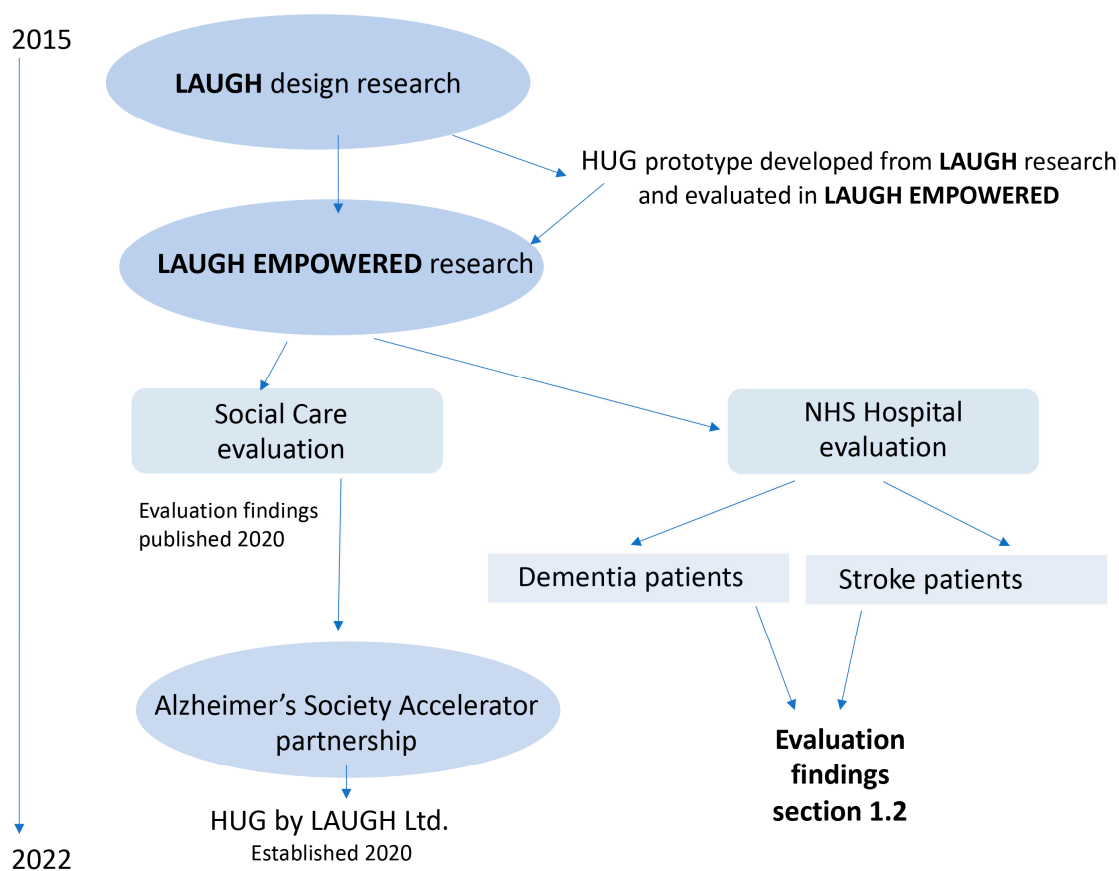 2015
LAUGH design research
HUG prototype developed from LAUGH research
and evaluated in LAUGH EMPOWERED
LAUGH EMPOWERED research
Social Care
evaluation
NHS Hospital
evaluation
Evaluation findings
published 2020
Dementia patients
Stroke patients
Alzheimer’s Society Accelerator
partnership
Evaluation
findings
section 1.2
HUG by LAUGH Ltd.
Established 2020
2022